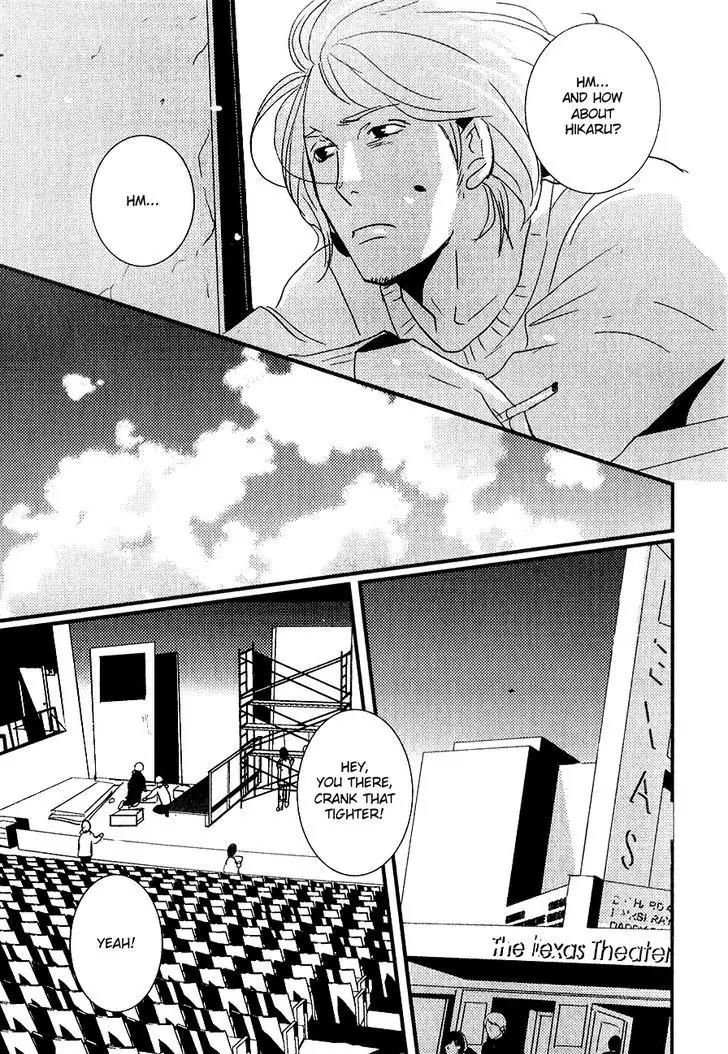 HM...
AND HOW
ABOUT
HIKARU?
HM...
The Texas Theater
HEY,
YOU THERE,
CRANK THAT
TIGHTER!
YEAH!